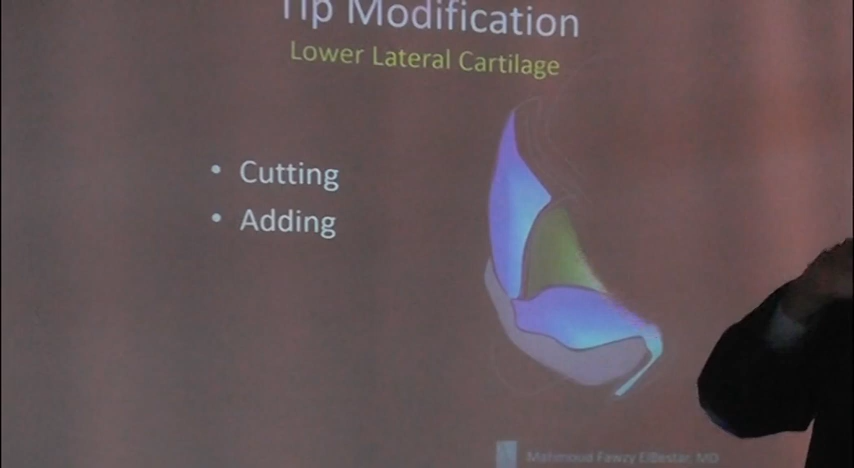 Tip Modification
Lower Lateral Cartilage
• Cutting
• Adding
Mahmoud Fawzy ElBestar, MD